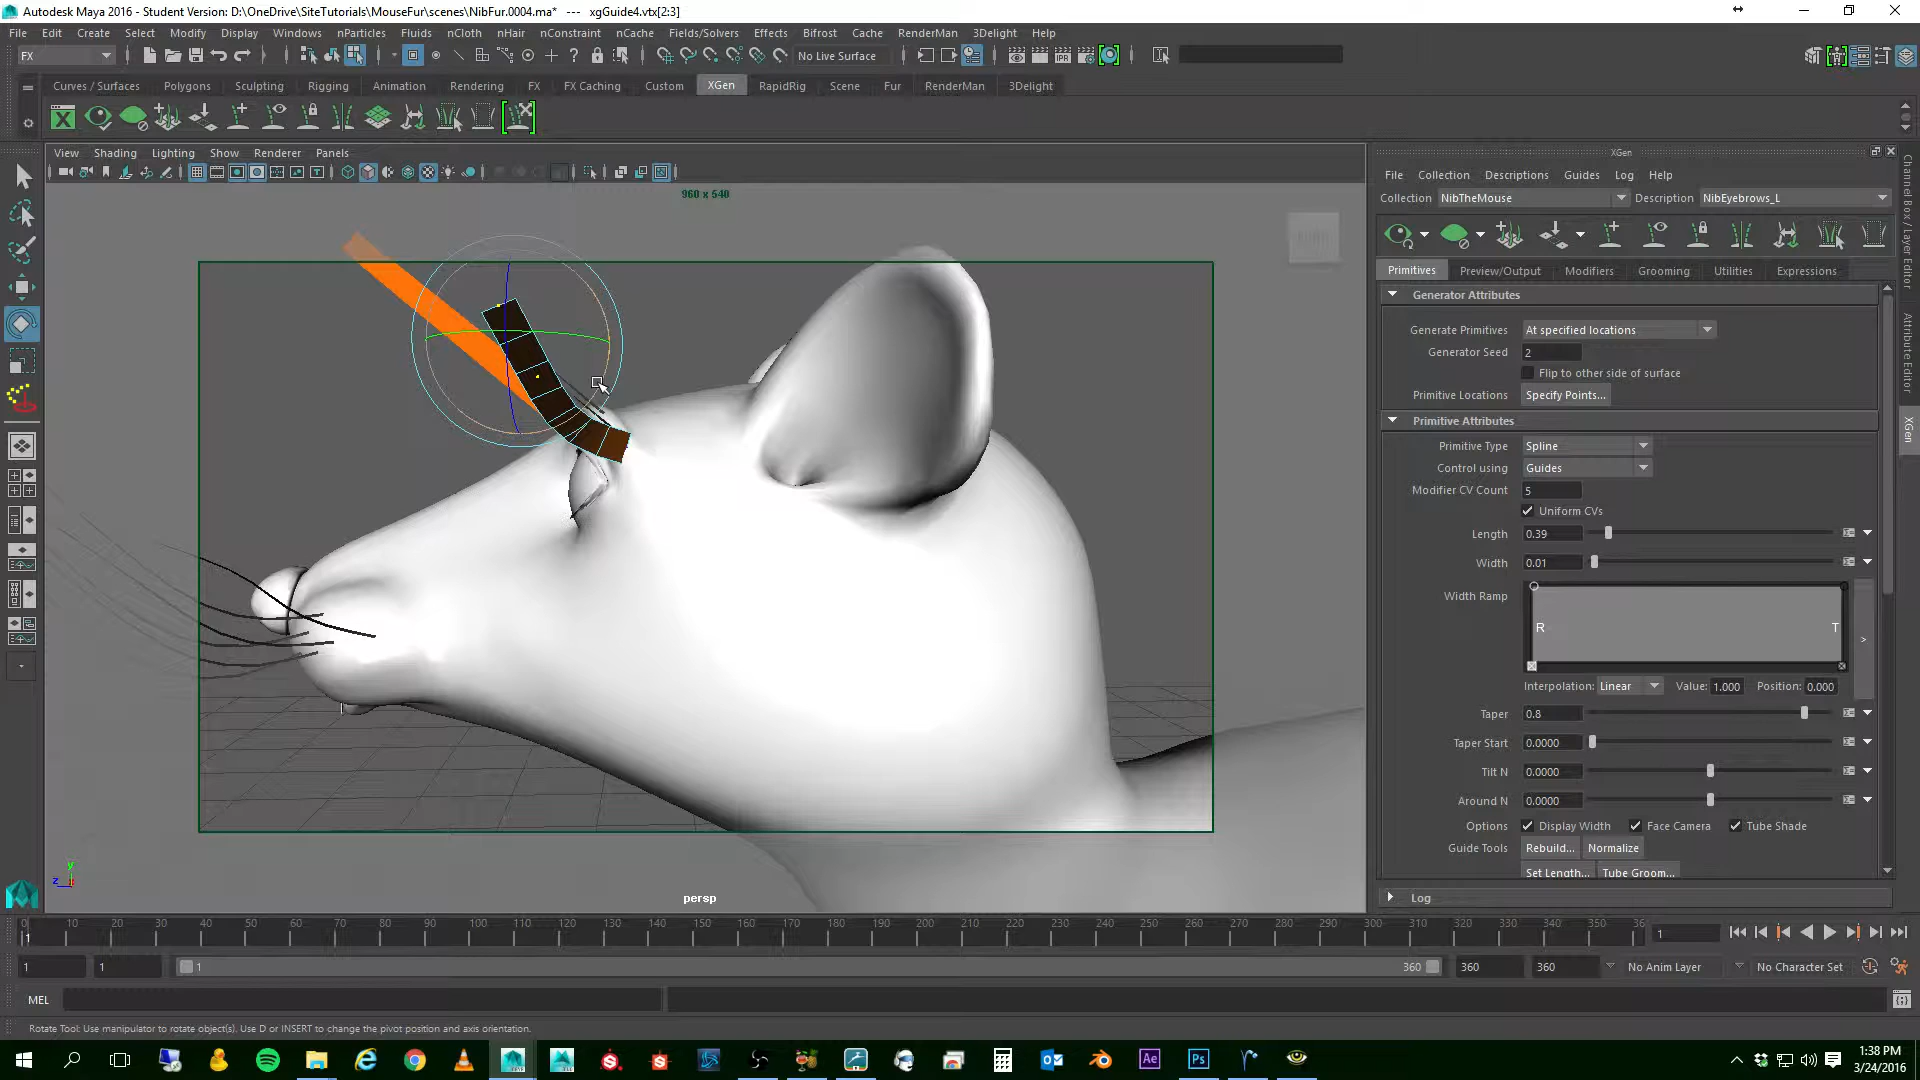 Autodesk Maya 2016 - Student Version: D:\OneDrive\SiteTutorials\MouseFur\scenes\NibFur.0004.ma*   ---   xgGuide4.vtx[2:3]
File Edit Create Select Modify Display Windows nParticles Fluids nCloth nHair nConstraint nCache Fields/Solvers Effects Bifrost Cache RenderMan 3Delight Help
FX No Live Surface
Curves / Surfaces Polygons Sculpting Rigging Animation Rendering FX FX Caching Custom XGen RapidRig Scene Fur RenderMan 3Delight
View Shading Lighting Show Renderer Panels
960 x 540
persp
XGen
File Collection Descriptions Guides Log Help
Collection NibTheMouse Description NibEyebrows_L
Primitives Preview/Output Modifiers Grooming Utilities Expressions
Generator Attributes
Generate Primitives At specified locations
Generator Seed 2
Flip to other side of surface
Primitive Locations Specify Points...
Primitive Attributes
Primitive Type Spline
Control using Guides
Modifier CV Count 5
Uniform CVs
Length 0.39
Width 0.01
Width Ramp
R T
>
Interpolation: Linear Value: 1.000 Position: 0.000
Taper 0.8
Taper Start 0.0000
Tilt N 0.0000
Around N 0.0000
Options Display Width Face Camera Tube Shade
Guide Tools Rebuild... Normalize
Set Length... Tube Groom...
Log
Channel Box / Layer Editor
Attribute Editor
XGen
y
z
0 10 20 30 40 50 60 70 80 90 100 110 120 130 140 150 160 170 180 190 200 210 220 230 240 250 260 270 280 290 300 310 320 330 340 350 36
1 1
1 1 1 360 360 360 No Anim Layer No Character Set
MEL
Rotate Tool: Use manipulator to rotate object(s). Use D or INSERT to change the pivot position and axis orientation.
1:38 PM
3/24/2016